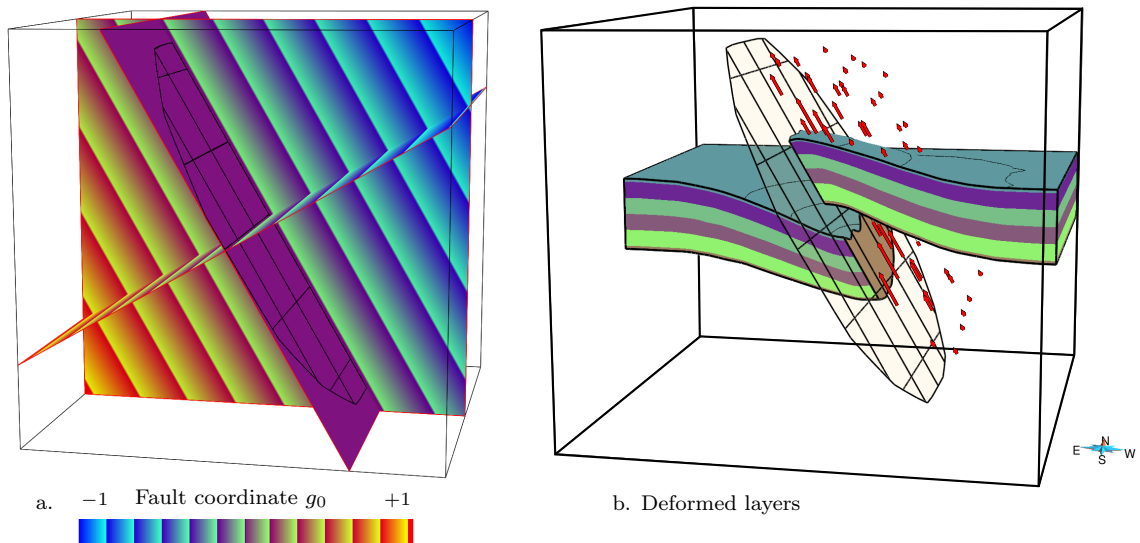 N
E W
S
a. −1 Fault coordinate g₀ +1
b. Deformed layers